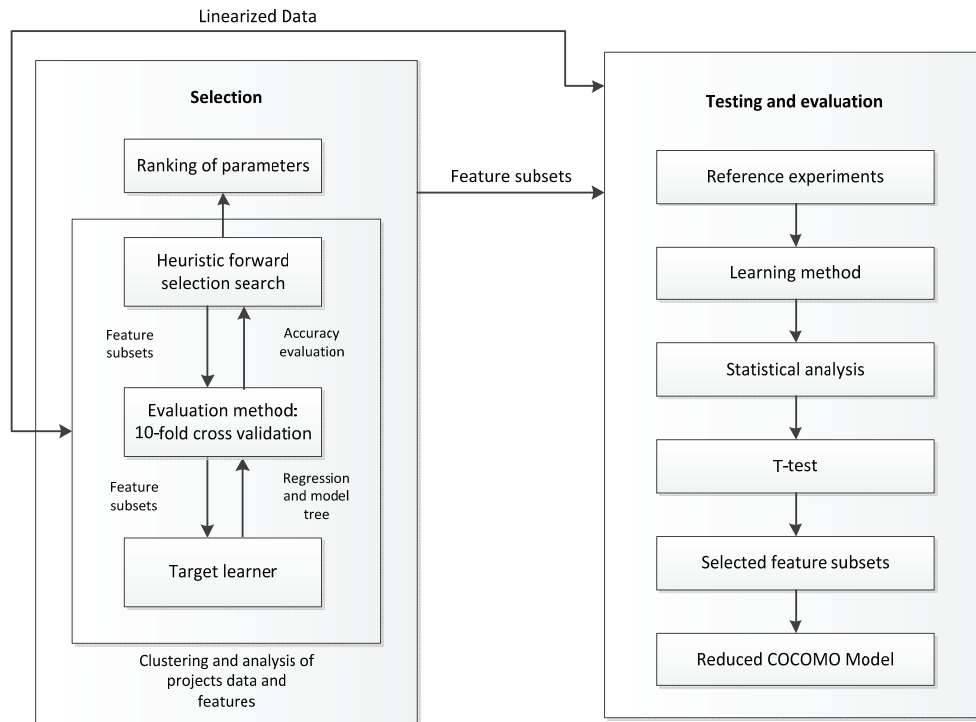 Linearized Data
Selection
Ranking of parameters
Heuristic forward
selection search
Feature
subsets
Accuracy
evaluation
Evaluation method:
10-fold cross validation
Feature
subsets
Regression
and model
tree
Target learner
Clustering and analysis of
projects data and
features
Feature subsets
Testing and evaluation
Reference experiments
Learning method
Statistical analysis
T-test
Selected feature subsets
Reduced COCOMO Model